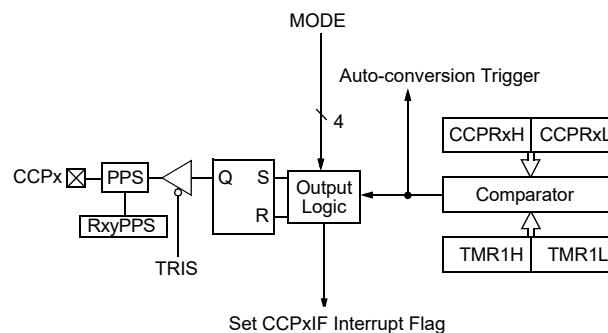 MODE
Auto-conversion Trigger
4
CCPRxH CCPRxL
CCPx PPS Q S Output Logic Comparator
R
RxyPPS
TMR1H TMR1L
TRIS
Set CCPxIF Interrupt Flag